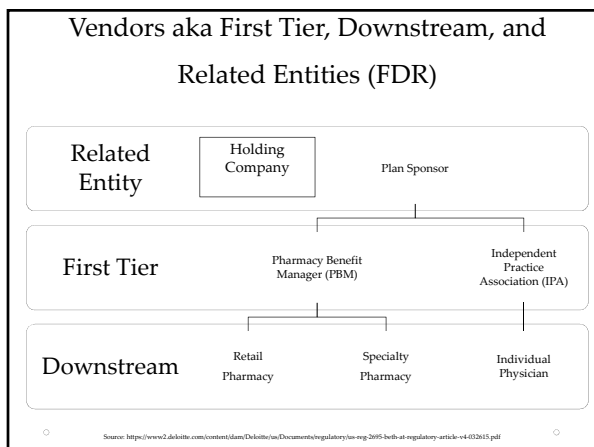 Vendors aka First Tier, Downstream, and
Related Entities (FDR)
Related
Entity
Holding
Company
Plan Sponsor
First Tier
Pharmacy Benefit
Manager (PBM)
Independent
Practice
Association (IPA)
Downstream
Retail
Pharmacy
Specialty
Pharmacy
Individual
Physician
Source: https://www2.deloitte.com/content/dam/Deloitte/us/Documents/regulatory/us-reg-2695-beth-at-regulatory-article-v4-032615.pdf